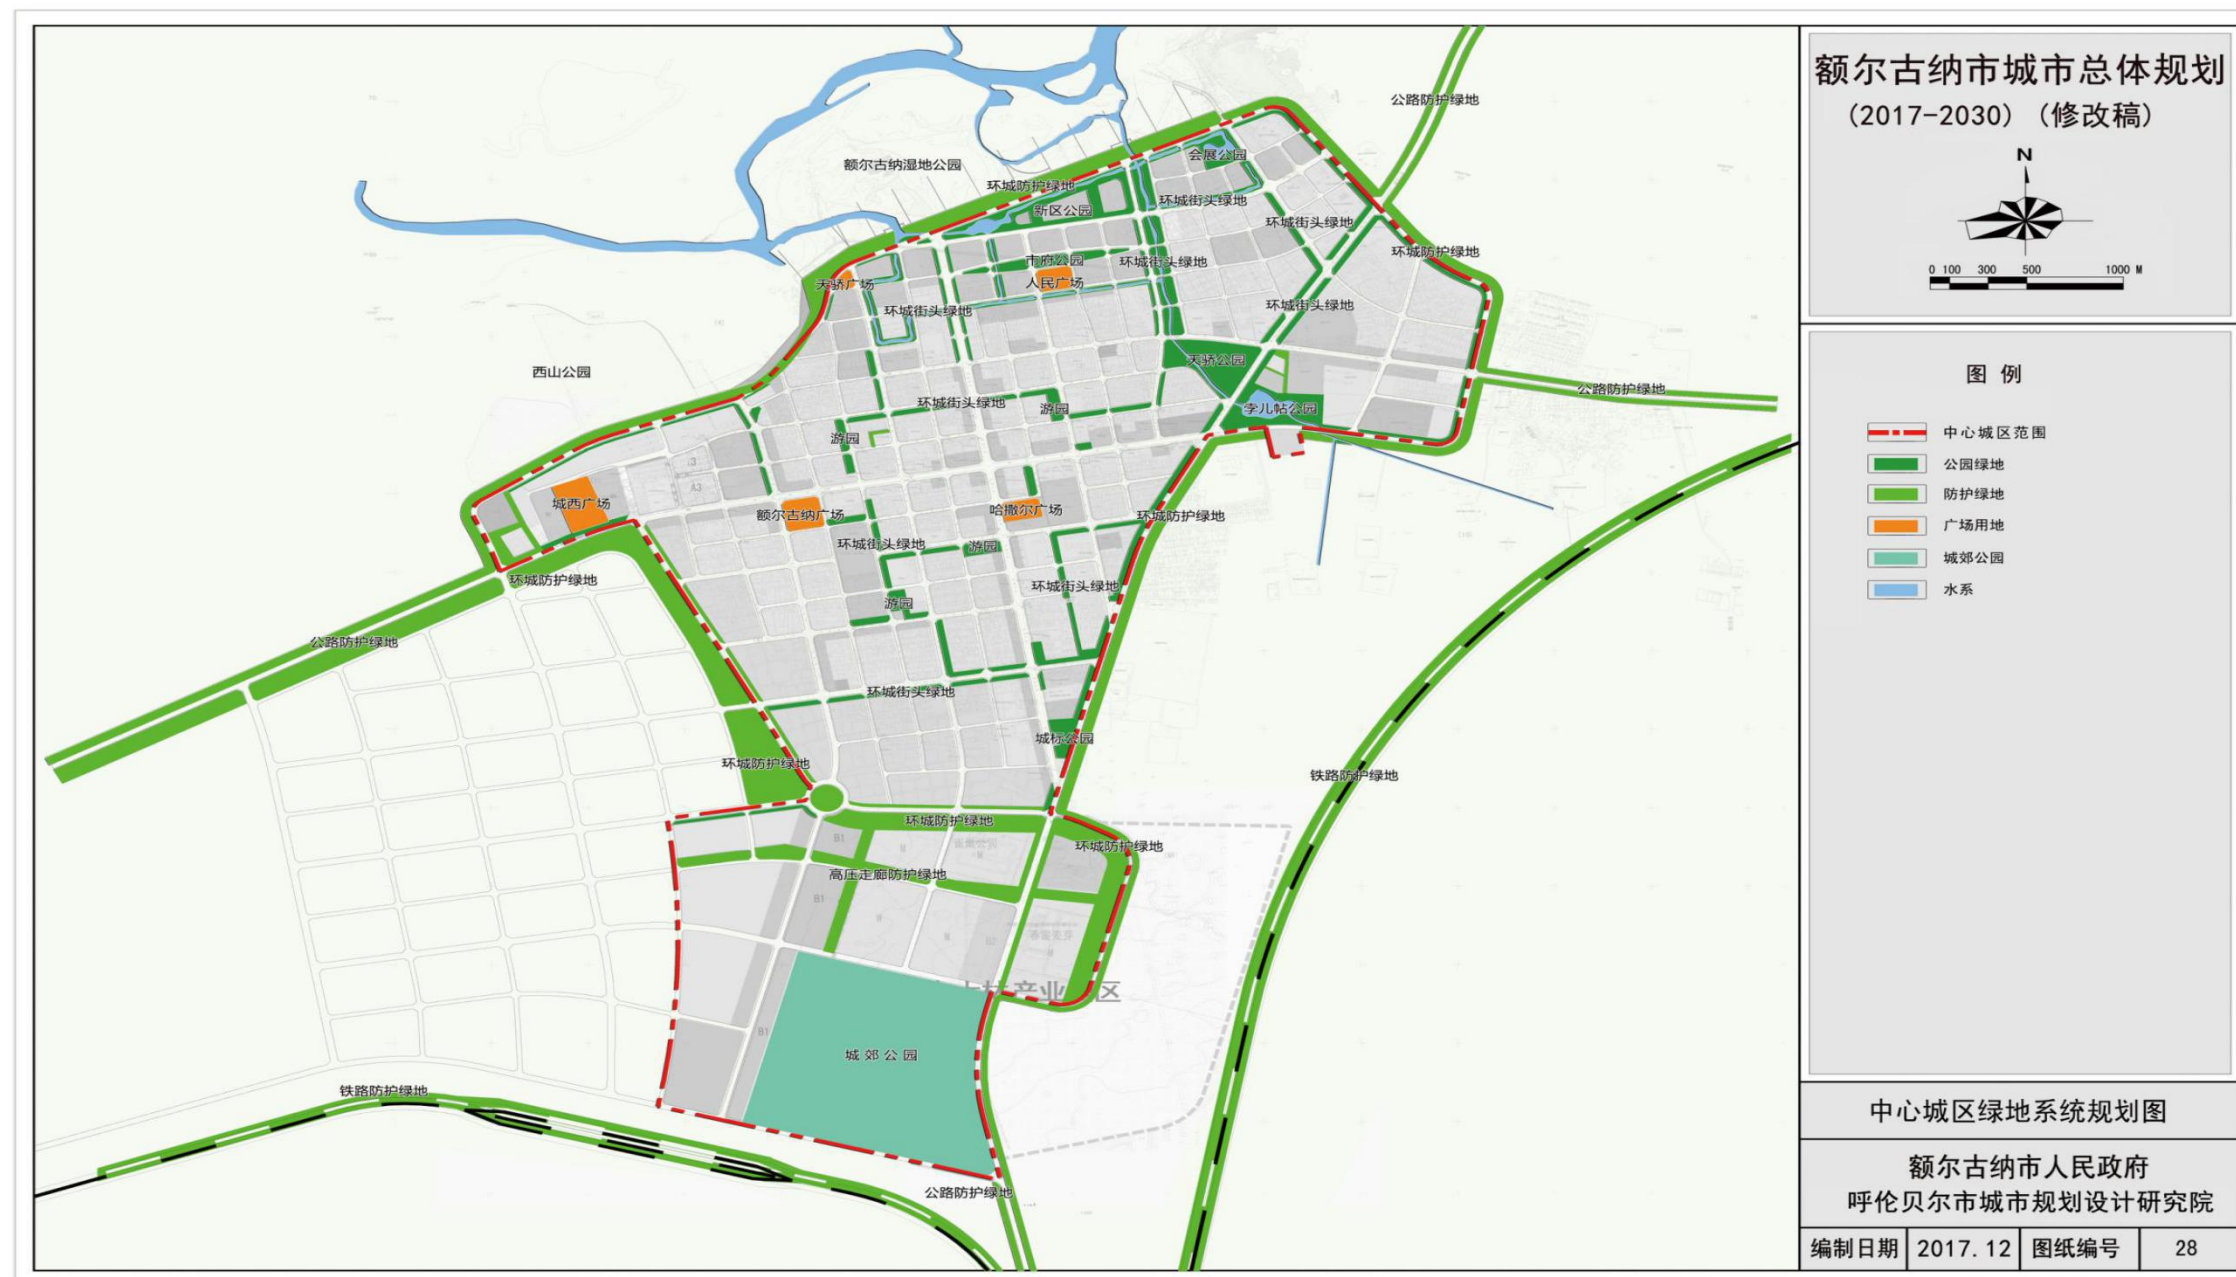 额尔古纳市城市总体规划
(2017-2030) (修改稿)
N
0 100 300 500 1000 M
图 例
中心城区范围
公园绿地
防护绿地
广场用地
城郊公园
水系
中心城区绿地系统规划图
额尔古纳市人民政府
呼伦贝尔市城市规划设计研究院
编制日期 2017.12 图纸编号 28
公路防护绿地
会展公园
额尔古纳湿地公园
环城防护绿地
环城街头绿地
新区公园
环城街头绿地
环城防护绿地
市府公园
环城街头绿地
天骄广场
人民广场
环城街头绿地
环城街头绿地
天骄公园
西山公园
公路防护绿地
环城街头绿地
游园
孛儿帖公园
游园
A3
A3
城西广场
额尔古纳广场
哈撒尔广场
环城防护绿地
环城街头绿地
游园
环城防护绿地
环城街头绿地
游园
公路防护绿地
环城街头绿地
城标公园
环城防护绿地
铁路防护绿地
环城防护绿地
B1
M
M
环城防护绿地
高压走廊防护绿地
B1
M
M
M
产业
区
B1
城郊公园
铁路防护绿地
公路防护绿地